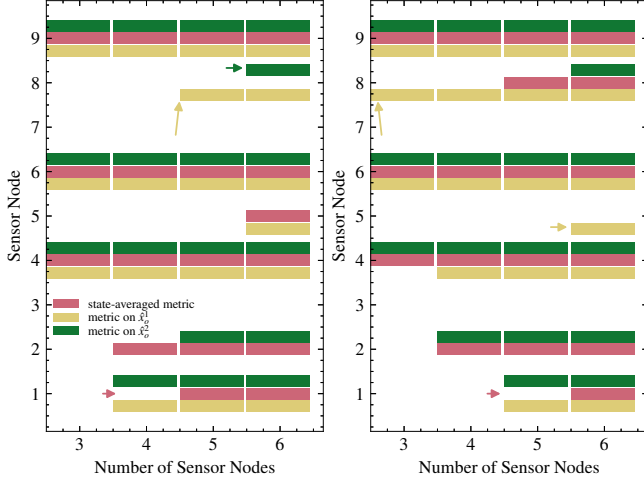 Sensor Node
9
8
7
6
5
4
3
2
1
state-averaged metric
metric on x̂ₒ¹
metric on x̂ₒ²
3 4 5 6
Number of Sensor Nodes
Sensor Node
9
8
7
6
5
4
3
2
1
3 4 5 6
Number of Sensor Nodes